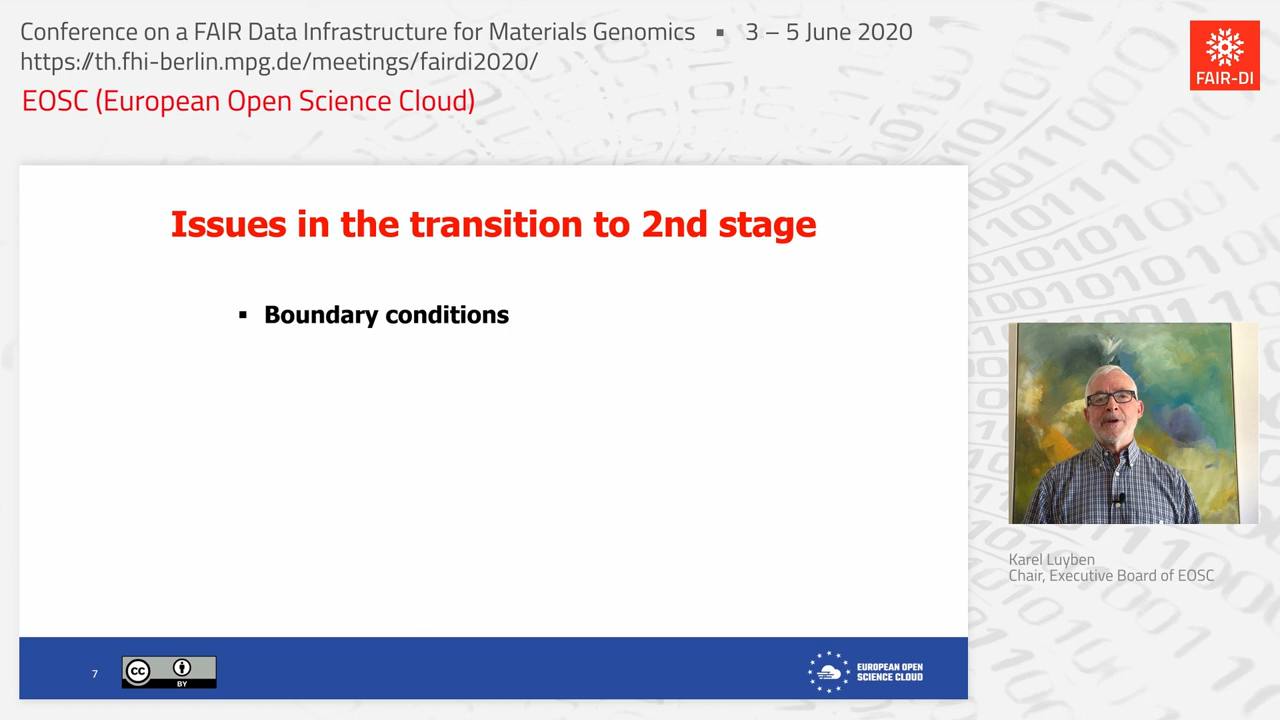 Conference on a FAIR Data Infrastructure for Materials Genomics ▪ 3 – 5 June 2020
https://th.fhi-berlin.mpg.de/meetings/fairdi2020/
EOSC (European Open Science Cloud)
FAIR-DI
Issues in the transition to 2nd stage
▪ Boundary conditions
Karel Luyben
Chair, Executive Board of EOSC
7
CC
BY
EUROPEAN OPEN
SCIENCE CLOUD